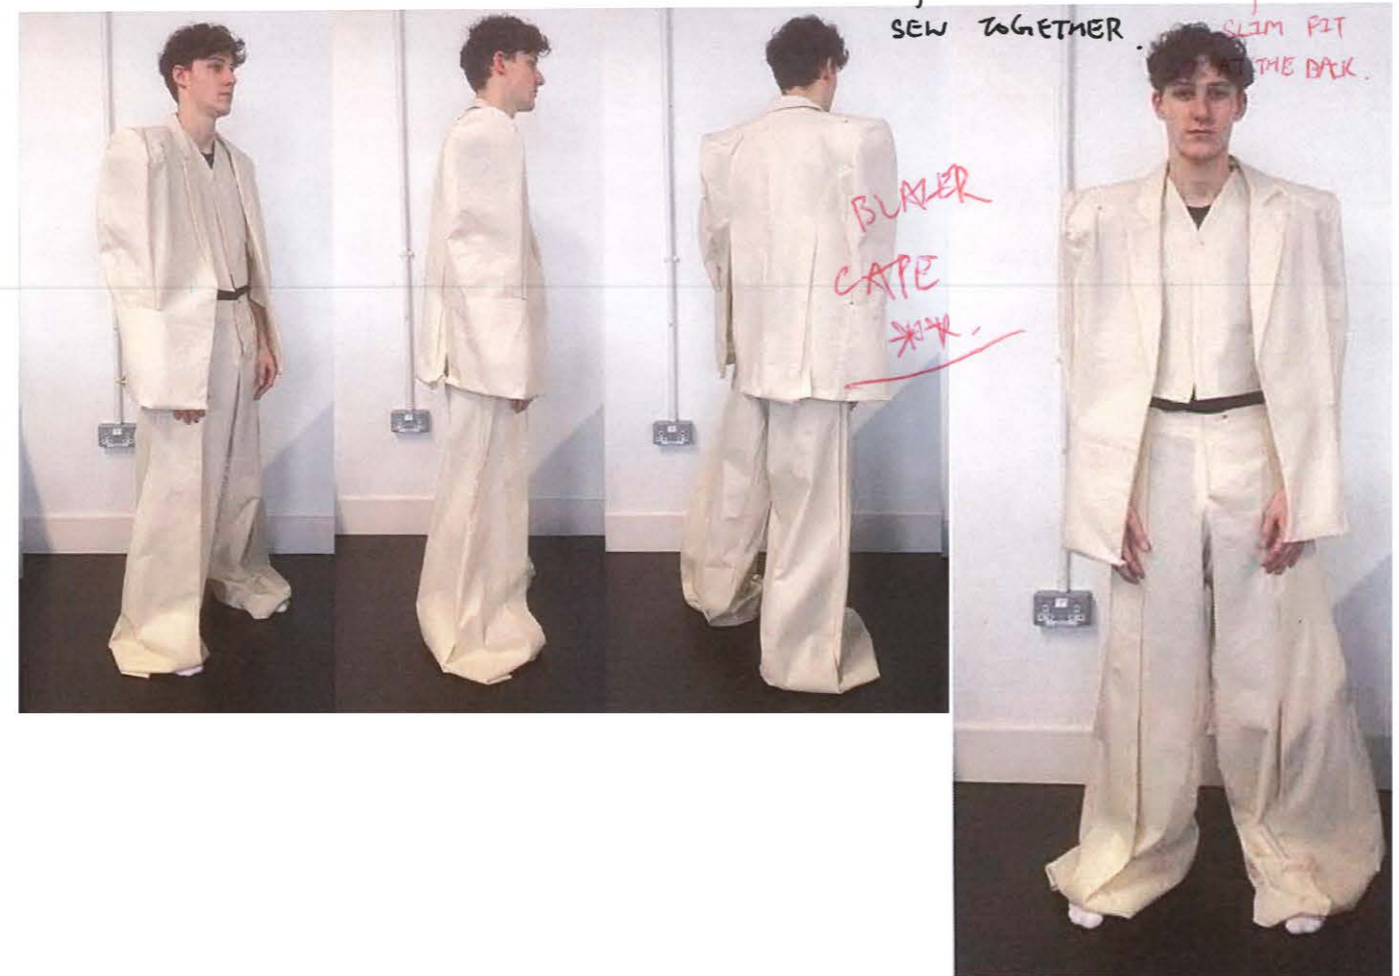 SEW TOGETHER.
SLIM FIT
AT THE BACK.
BLAZER
CAPE